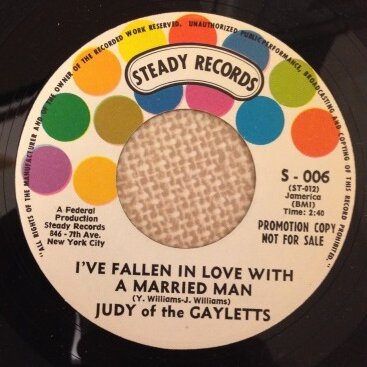 "ALL RIGHTS OF THE MANUFACTURER AND OF THE OWNER OF THE RECORDED WORK RESERVED. UNAUTHORIZED PUBLIC PERFORMANCE, BROADCASTING AND COPYING OF THIS RECORD PROHIBITED."
STEADY RECORDS
S - 006
(ST-012)
Jamerica
(BMI)
Time: 2:40
A Federal
Production
Steady Records
846 - 7th Ave.
New York City
PROMOTION COPY
NOT FOR SALE
I'VE FALLEN IN LOVE WITH
A MARRIED MAN
(Y. Williams-J. Williams)
JUDY of the GAYLETTS